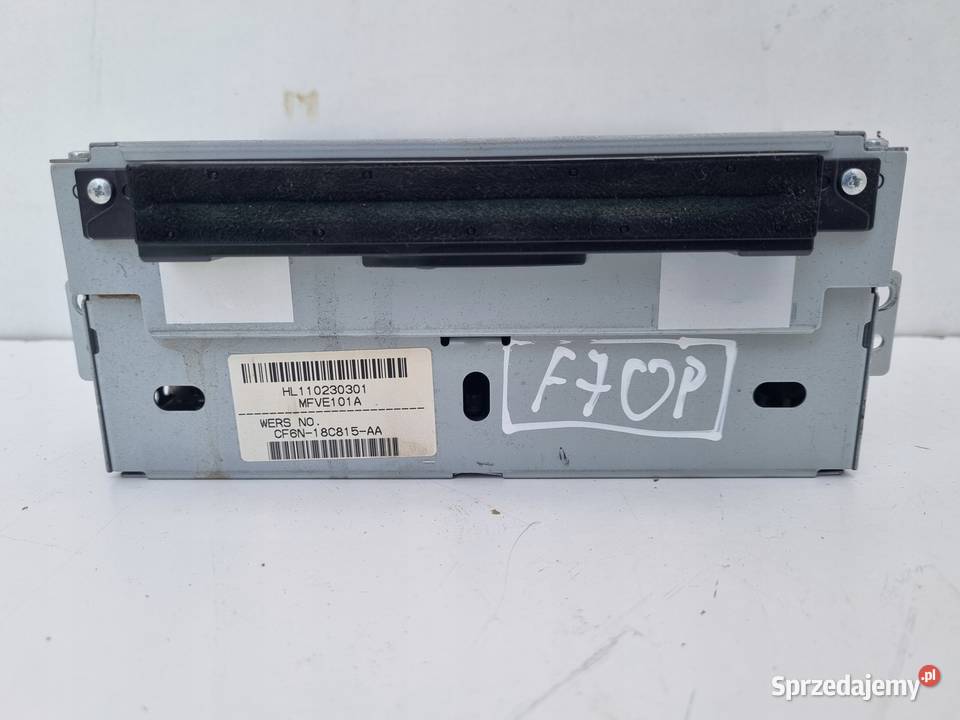 HL110230301
MFVE101A
WERS NO.
CF6N-18C815-AA
F70P
Sprzedajemy.pl